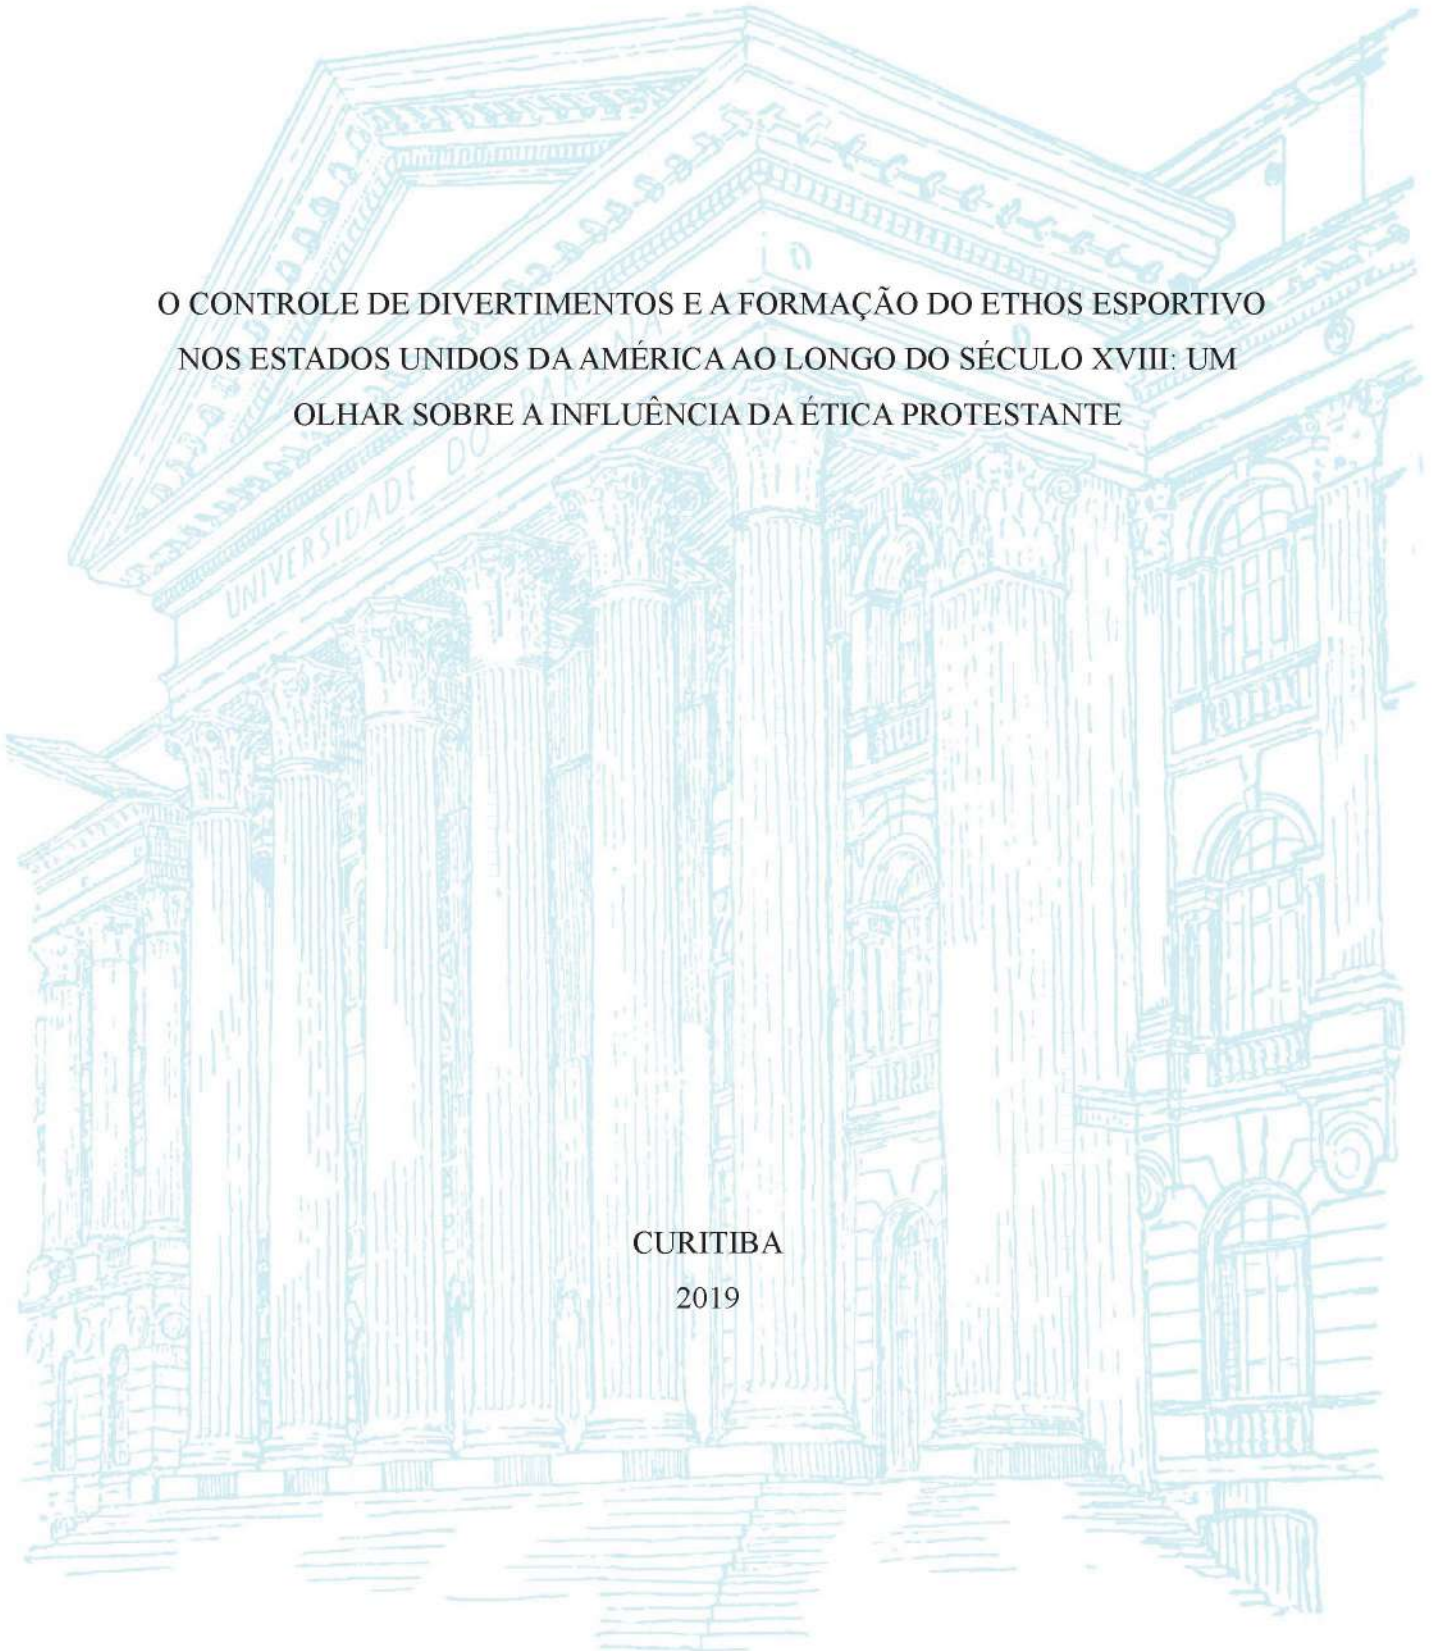 O CONTROLE DE DIVERTIMENTOS E A FORMAÇÃO DO ETHOS ESPORTIVO
NOS ESTADOS UNIDOS DA AMÉRICA AO LONGO DO SÉCULO XVIII: UM
OLHAR SOBRE A INFLUÊNCIA DA ÉTICA PROTESTANTE
UNIVERSIDADE DO
CURITIBA
2019